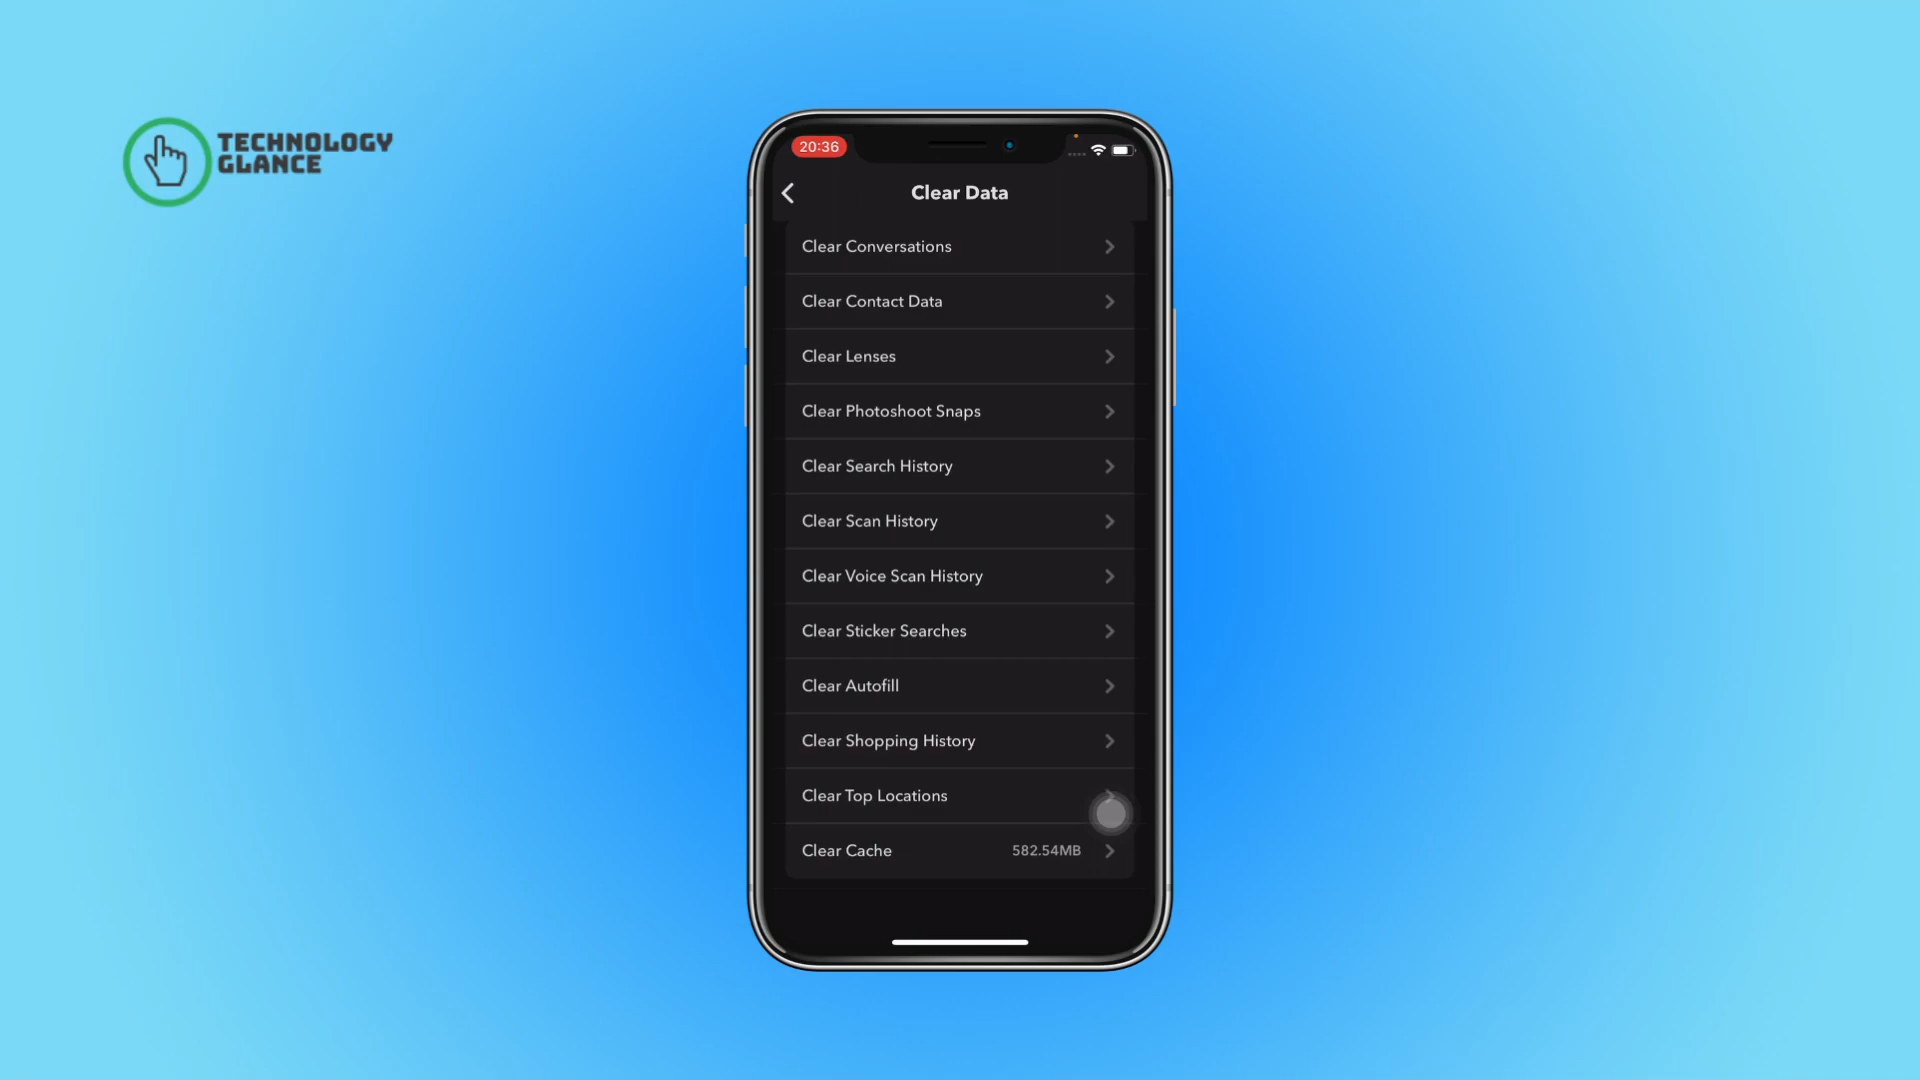 TECHNOLOGY
GLANCE
20:36
Clear Data
Clear Conversations
Clear Contact Data
Clear Lenses
Clear Photoshoot Snaps
Clear Search History
Clear Scan History
Clear Voice Scan History
Clear Sticker Searches
Clear Autofill
Clear Shopping History
Clear Top Locations
Clear Cache 582.54MB